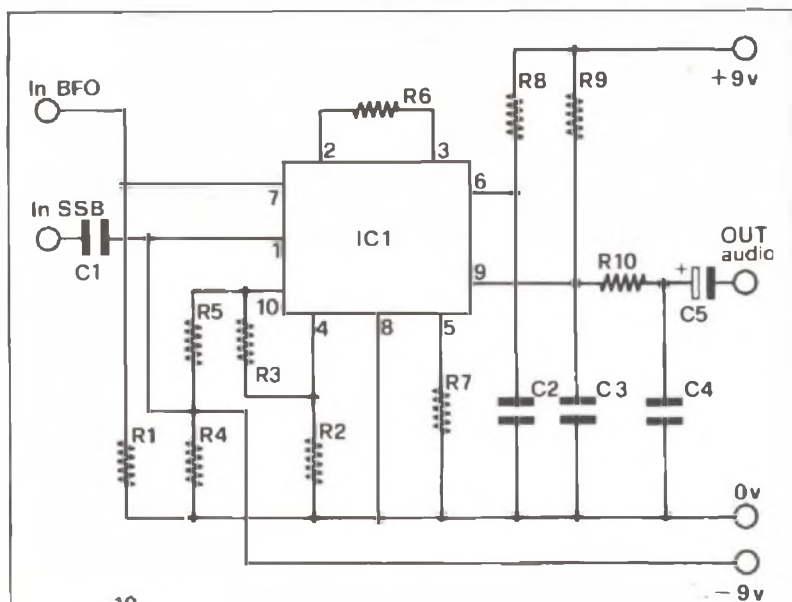 R8
R9
+9v
In BFO
R6
2
3
6
7
In SSB
IC1
OUT
audio
1
R10
+
C1
9
C5
10
R5
4
8
5
R3
R7
C2
C3
C4
R1
R4
R2
0v
-9v